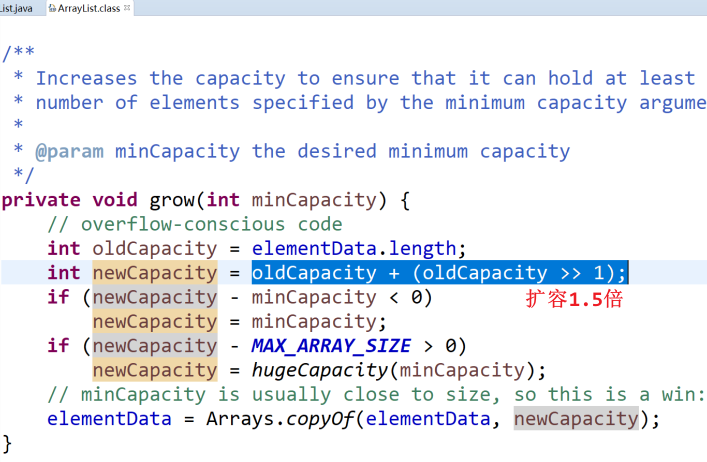 List.java ArrayList.class
/**
 * Increases the capacity to ensure that it can hold at least
 * number of elements specified by the minimum capacity argume
 *
 * @param minCapacity the desired minimum capacity
 */
private void grow(int minCapacity) {
    // overflow-conscious code
    int oldCapacity = elementData.length;
    int newCapacity = oldCapacity + (oldCapacity >> 1);
    if (newCapacity - minCapacity < 0) 扩容1.5倍
        newCapacity = minCapacity;
    if (newCapacity - MAX_ARRAY_SIZE > 0)
        newCapacity = hugeCapacity(minCapacity);
    // minCapacity is usually close to size, so this is a win:
    elementData = Arrays.copyOf(elementData, newCapacity);
}